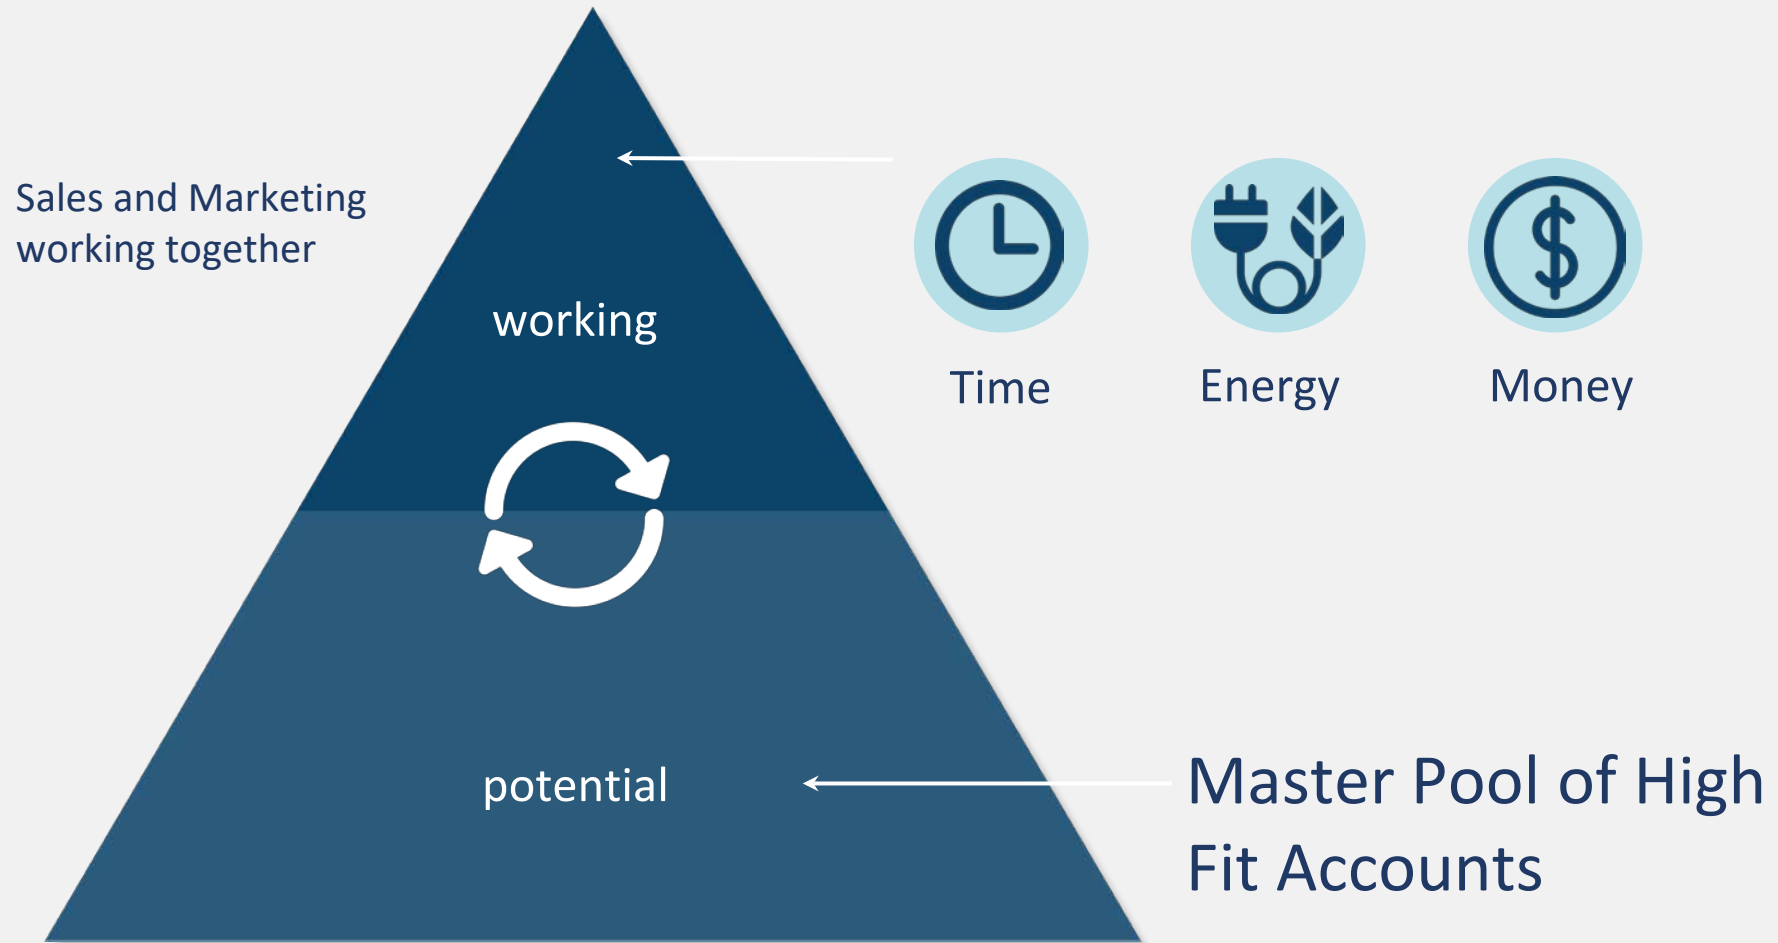 Sales and Marketing
working together
working
Time
Energy
Money
potential
Master Pool of High
Fit Accounts